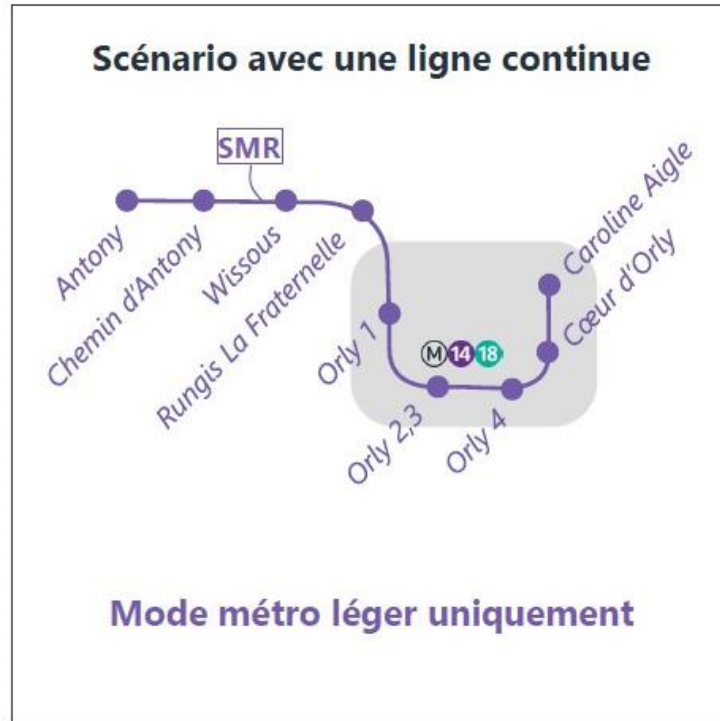 Scénario avec une ligne continue
SMR
Antony
Chemin d'Antony
Wissous
Rungis La Fraternelle
Orly 1
M 14 18
Orly 2,3
Orly 4
Cœur d'Orly
Caroline Aigle
Mode métro léger uniquement